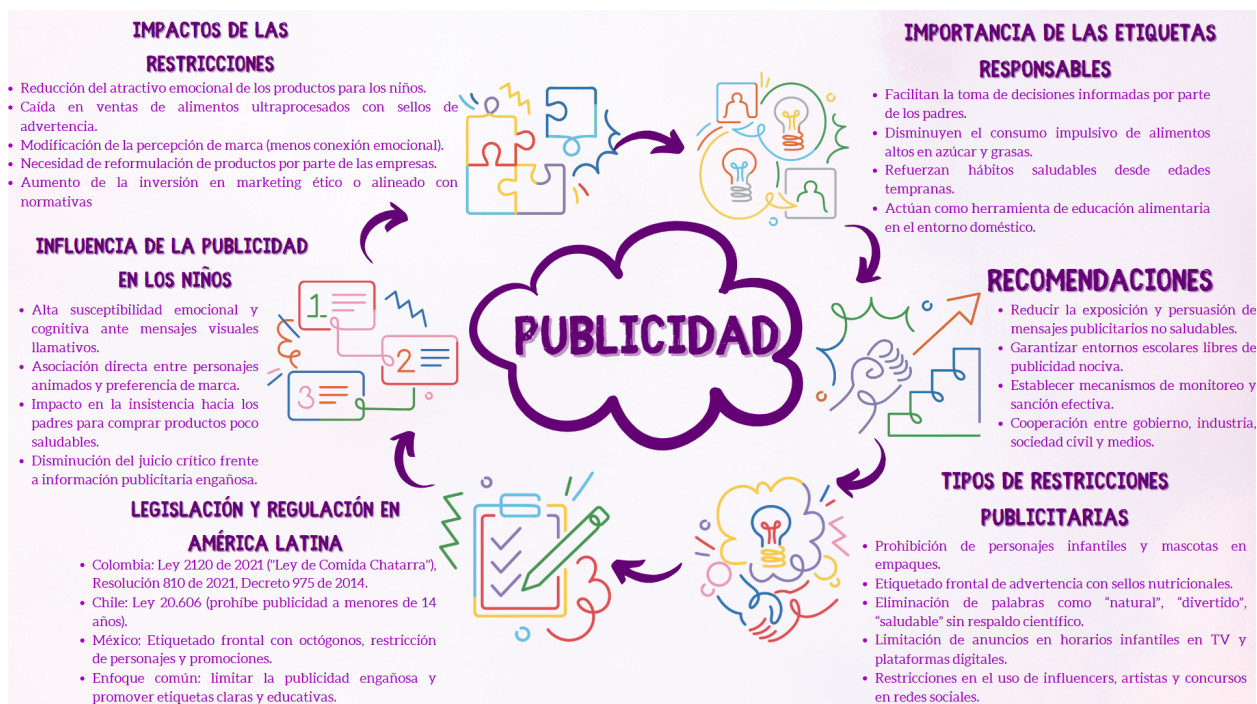 IMPACTOS DE LAS
RESTRICCIONES
• Reducción del atractivo emocional de los productos para los niños.
• Caída en ventas de alimentos ultraprocesados con sellos de
advertencia.
• Modificación de la percepción de marca (menos conexión emocional).
• Necesidad de reformulación de productos por parte de las empresas.
• Aumento de la inversión en marketing ético o alineado con
normativas
IMPORTANCIA DE LAS ETIQUETAS
RESPONSABLES
• Facilitan la toma de decisiones informadas por parte
de los padres.
• Disminuyen el consumo impulsivo de alimentos
altos en azúcar y grasas.
• Refuerzan hábitos saludables desde edades
tempranas.
• Actúan como herramienta de educación alimentaria
en el entorno doméstico.
INFLUENCIA DE LA PUBLICIDAD
EN LOS NIÑOS
• Alta susceptibilidad emocional y
cognitiva ante mensajes visuales
llamativos.
• Asociación directa entre personajes
animados y preferencia de marca.
• Impacto en la insistencia hacia los
padres para comprar productos poco
saludables.
• Disminución del juicio crítico frente
a información publicitaria engañosa.
1.
2
3
PUBLICIDAD
RECOMENDACIONES
• Reducir la exposición y persuasión de
mensajes publicitarios no saludables.
• Garantizar entornos escolares libres de
publicidad nociva.
• Establecer mecanismos de monitoreo y
sanción efectiva.
• Cooperación entre gobierno, industria,
sociedad civil y medios.
LEGISLACIÓN Y REGULACIÓN EN
AMÉRICA LATINA
• Colombia: Ley 2120 de 2021 ("Ley de Comida Chatarra"),
Resolución 810 de 2021, Decreto 975 de 2014.
• Chile: Ley 20.606 (prohíbe publicidad a menores de 14
años).
• México: Etiquetado frontal con octógonos, restricción
de personajes y promociones.
• Enfoque común: limitar la publicidad engañosa y
promover etiquetas claras y educativas.
TIPOS DE RESTRICCIONES
PUBLICITARIAS
• Prohibición de personajes infantiles y mascotas en
empaques.
• Etiquetado frontal de advertencia con sellos nutricionales.
• Eliminación de palabras como “natural”, “divertido”,
“saludable” sin respaldo científico.
• Limitación de anuncios en horarios infantiles en TV y
plataformas digitales.
• Restricciones en el uso de influencers, artistas y concursos
en redes sociales.